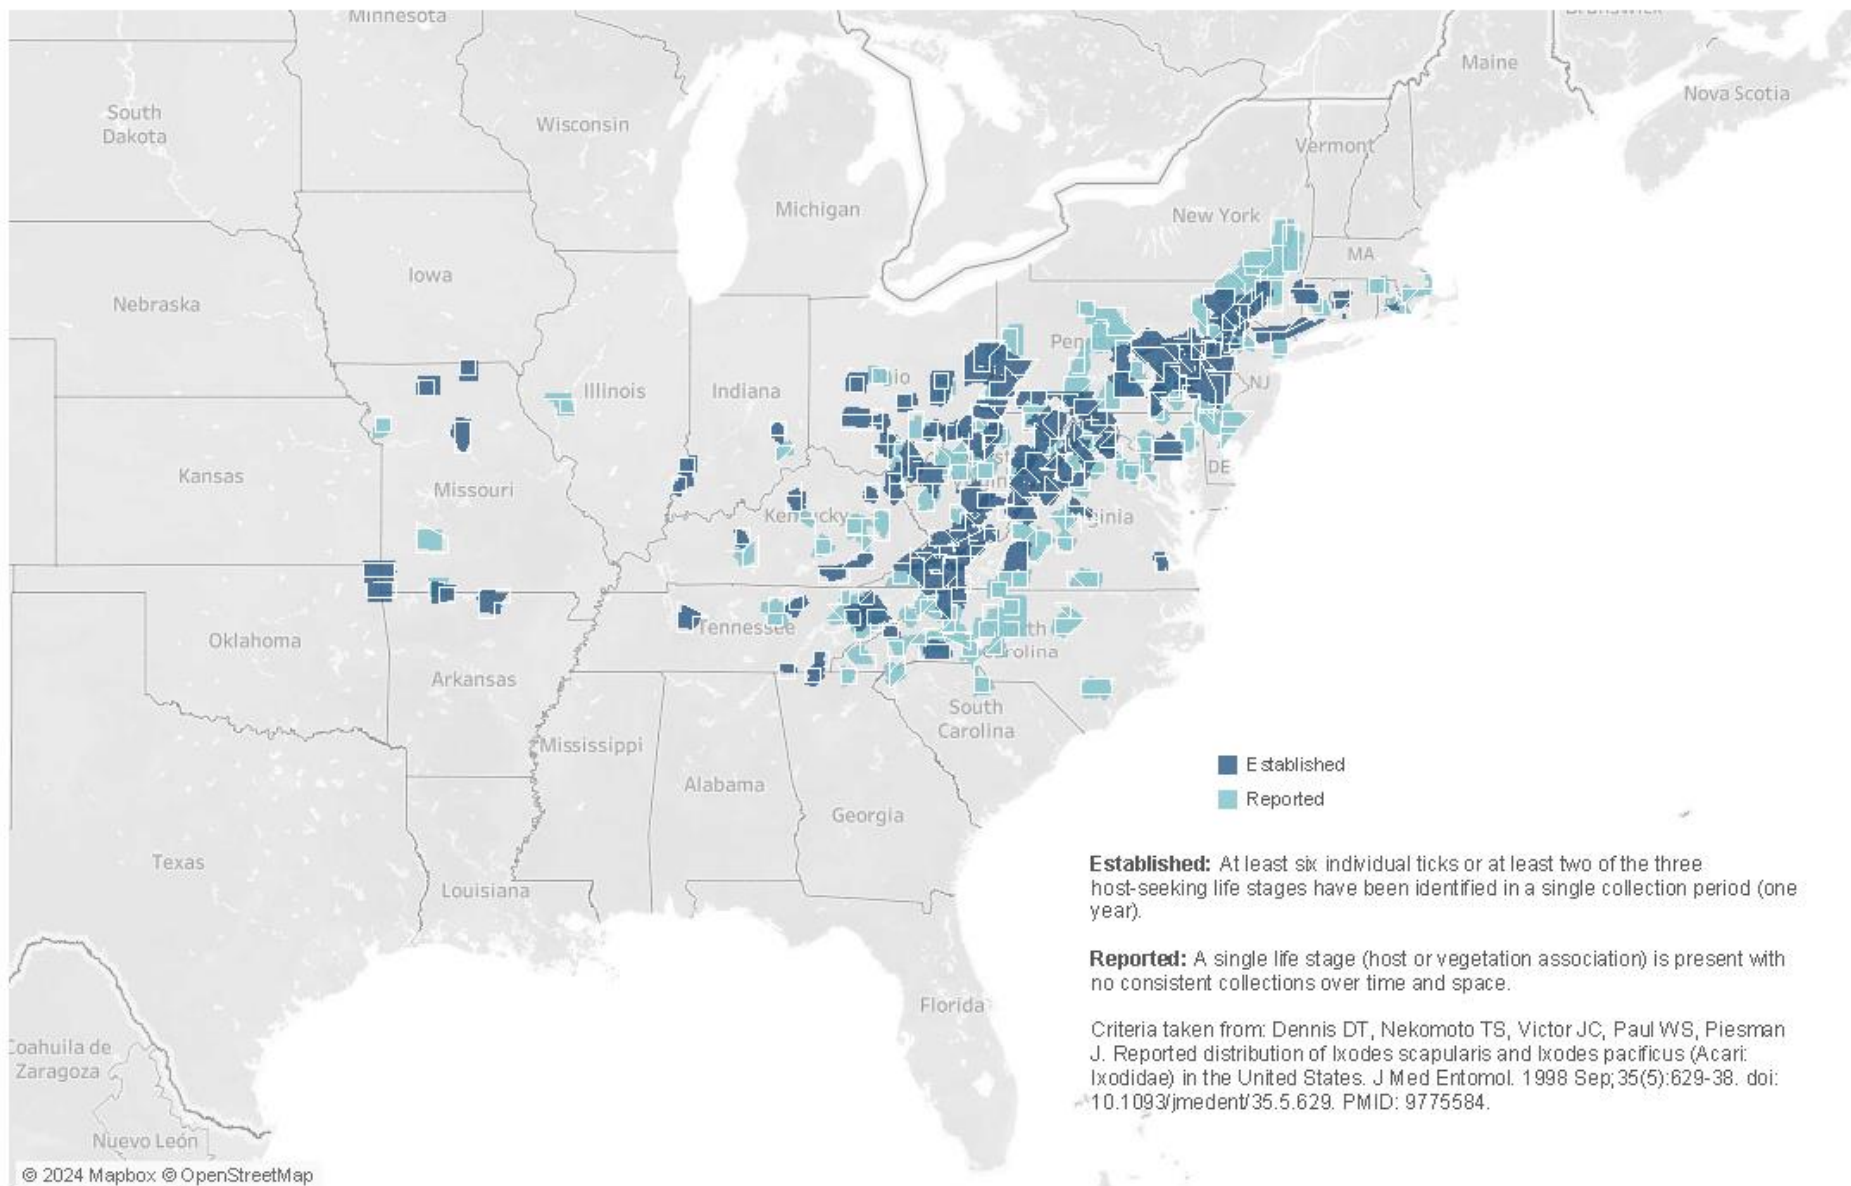 Minnesota
Maine
Nova Scotia
South
Dakota
Wisconsin
Vermont
Michigan
New York
MA
Iowa
Nebraska
Illinois
Indiana
NJ
Kansas
Missouri
DE
Kentucky
Oklahoma
Tennessee
Arkansas
South
Carolina
Mississippi
Alabama
Georgia
Texas
Louisiana
Florida
Coahuila de
Zaragoza
Nuevo León
Established
Reported
Established: At least six individual ticks or at least two of the three
host-seeking life stages have been identified in a single collection period (one
year).
Reported: A single life stage (host or vegetation association) is present with
no consistent collections over time and space.
Criteria taken from: Dennis DT, Nekomoto TS, Victor JC, Paul WS, Piesman
J. Reported distribution of Ixodes scapularis and Ixodes pacificus (Acari:
Ixodidae) in the United States. J Med Entomol. 1998 Sep;35(5):629-38. doi:
10.1093/jmedent/35.5.629. PMID: 9775584.
© 2024 Mapbox © OpenStreetMap